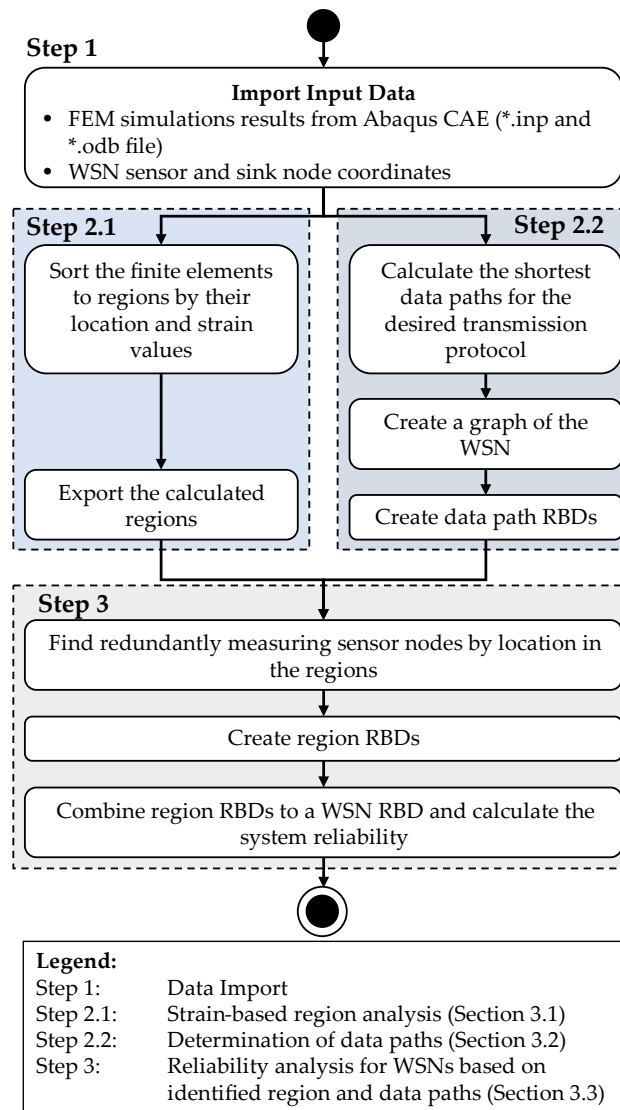 Step 1
Import Input Data
• FEM simulations results from Abaqus CAE (*.inp and
*.odb file)
• WSN sensor and sink node coordinates
Step 2.1
Sort the finite elements
to regions by their
location and strain
values
Export the calculated
regions
Step 2.2
Calculate the shortest
data paths for the
desired transmission
protocol
Create a graph of the
WSN
Create data path RBDs
Step 3
Find redundantly measuring sensor nodes by location in
the regions
Create region RBDs
Combine region RBDs to a WSN RBD and calculate the
system reliability
Legend:
Step 1: Data Import
Step 2.1: Strain-based region analysis (Section 3.1)
Step 2.2: Determination of data paths (Section 3.2)
Step 3: Reliability analysis for WSNs based on
identified region and data paths (Section 3.3)